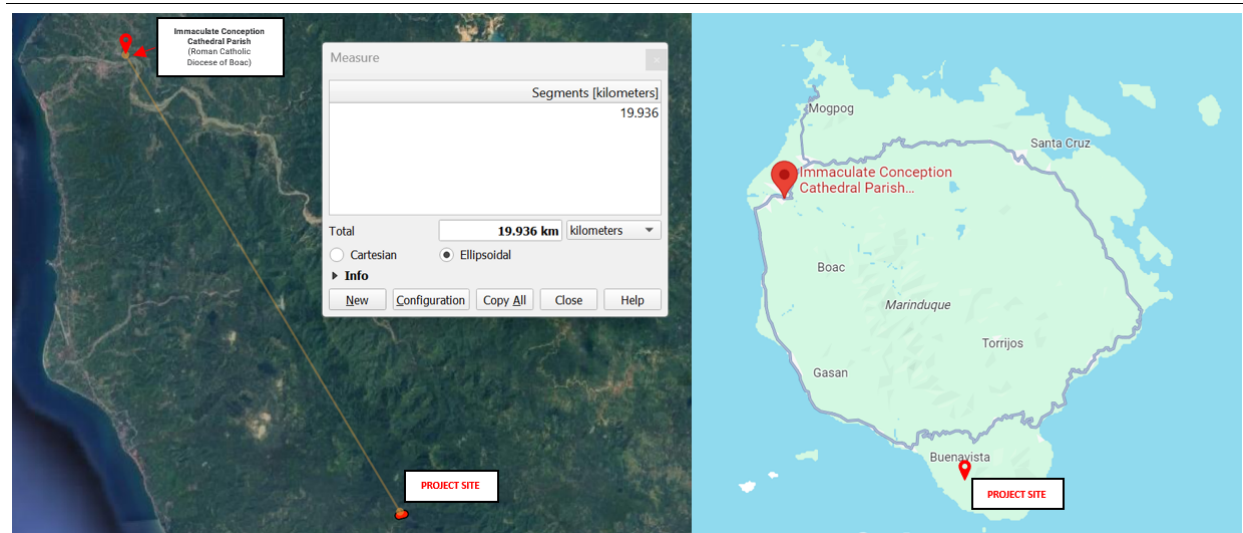 Immaculate Conception
Cathedral Parish
(Roman Catholic
Diocese of Boac)
Measure
Segments [kilometers]
19.936
Total
19.936 km
kilometers
Cartesian
Ellipsoidal
Info
New
Configuration
Copy All
Close
Help
PROJECT SITE
Mogpog
Santa Cruz
Immaculate Conception
Cathedral Parish...
Boac
Marinduque
Torrijos
Gasan
Buenavista
PROJECT SITE